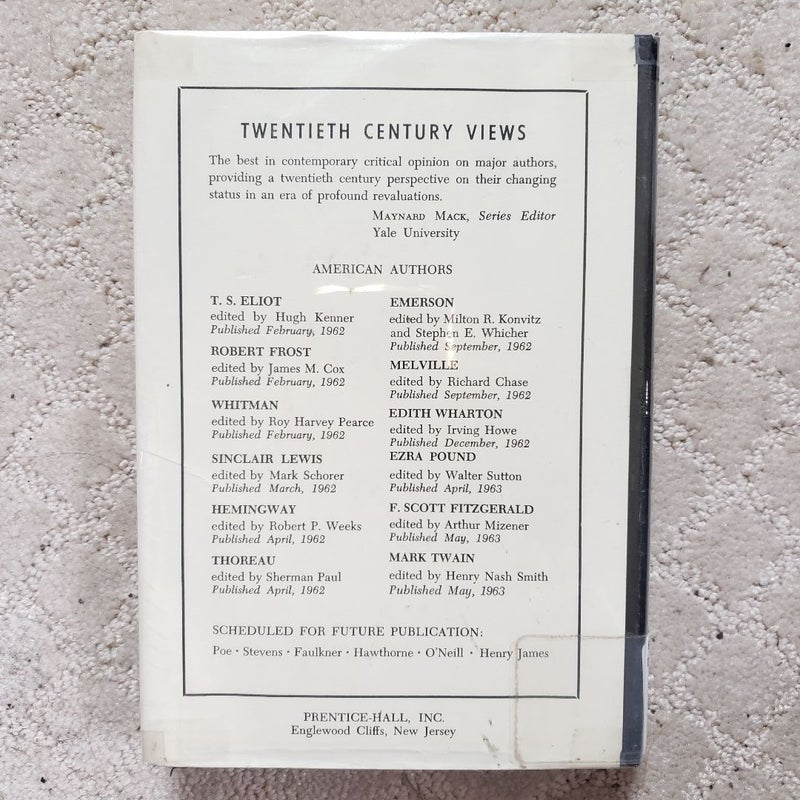 TWENTIETH CENTURY VIEWS
The best in contemporary critical opinion on major authors,
providing a twentieth century perspective on their changing
status in an era of profound revaluations.
MAYNARD MACK, Series Editor
Yale University
AMERICAN AUTHORS
T. S. ELIOT
edited by Hugh Kenner
Published February, 1962
ROBERT FROST
edited by James M. Cox
Published February, 1962
WHITMAN
edited by Roy Harvey Pearce
Published February, 1962
SINCLAIR LEWIS
edited by Mark Schorer
Published March, 1962
HEMINGWAY
edited by Robert P. Weeks
Published April, 1962
THOREAU
edited by Sherman Paul
Published April, 1962
EMERSON
edited by Milton R. Konvitz
and Stephen E. Whicher
Published September, 1962
MELVILLE
edited by Richard Chase
Published September, 1962
EDITH WHARTON
edited by Irving Howe
Published December, 1962
EZRA POUND
edited by Walter Sutton
Published April, 1963
F. SCOTT FITZGERALD
edited by Arthur Mizener
Published May, 1963
MARK TWAIN
edited by Henry Nash Smith
Published May, 1963
SCHEDULED FOR FUTURE PUBLICATION:
Poe · Stevens · Faulkner · Hawthorne · O'Neill · Henry James
PRENTICE-HALL, INC.
Englewood Cliffs, New Jersey